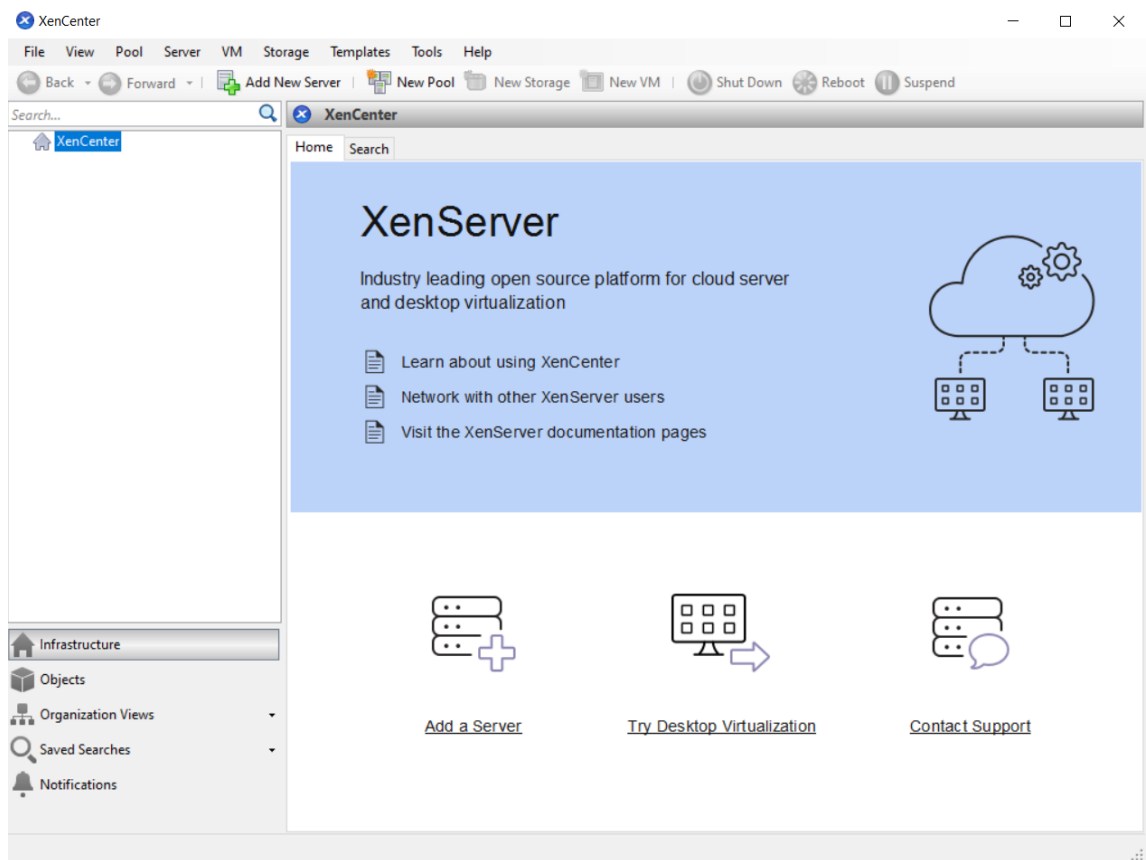 XenCenter
File View Pool Server VM Storage Templates Tools Help
Back Forward Add New Server New Pool New Storage New VM Shut Down Reboot Suspend
Search...
XenCenter
XenCenter
Home Search
XenServer
Industry leading open source platform for cloud server
and desktop virtualization
Learn about using XenCenter
Network with other XenServer users
Visit the XenServer documentation pages
Add a Server Try Desktop Virtualization Contact Support
Infrastructure
Objects
Organization Views
Saved Searches
Notifications